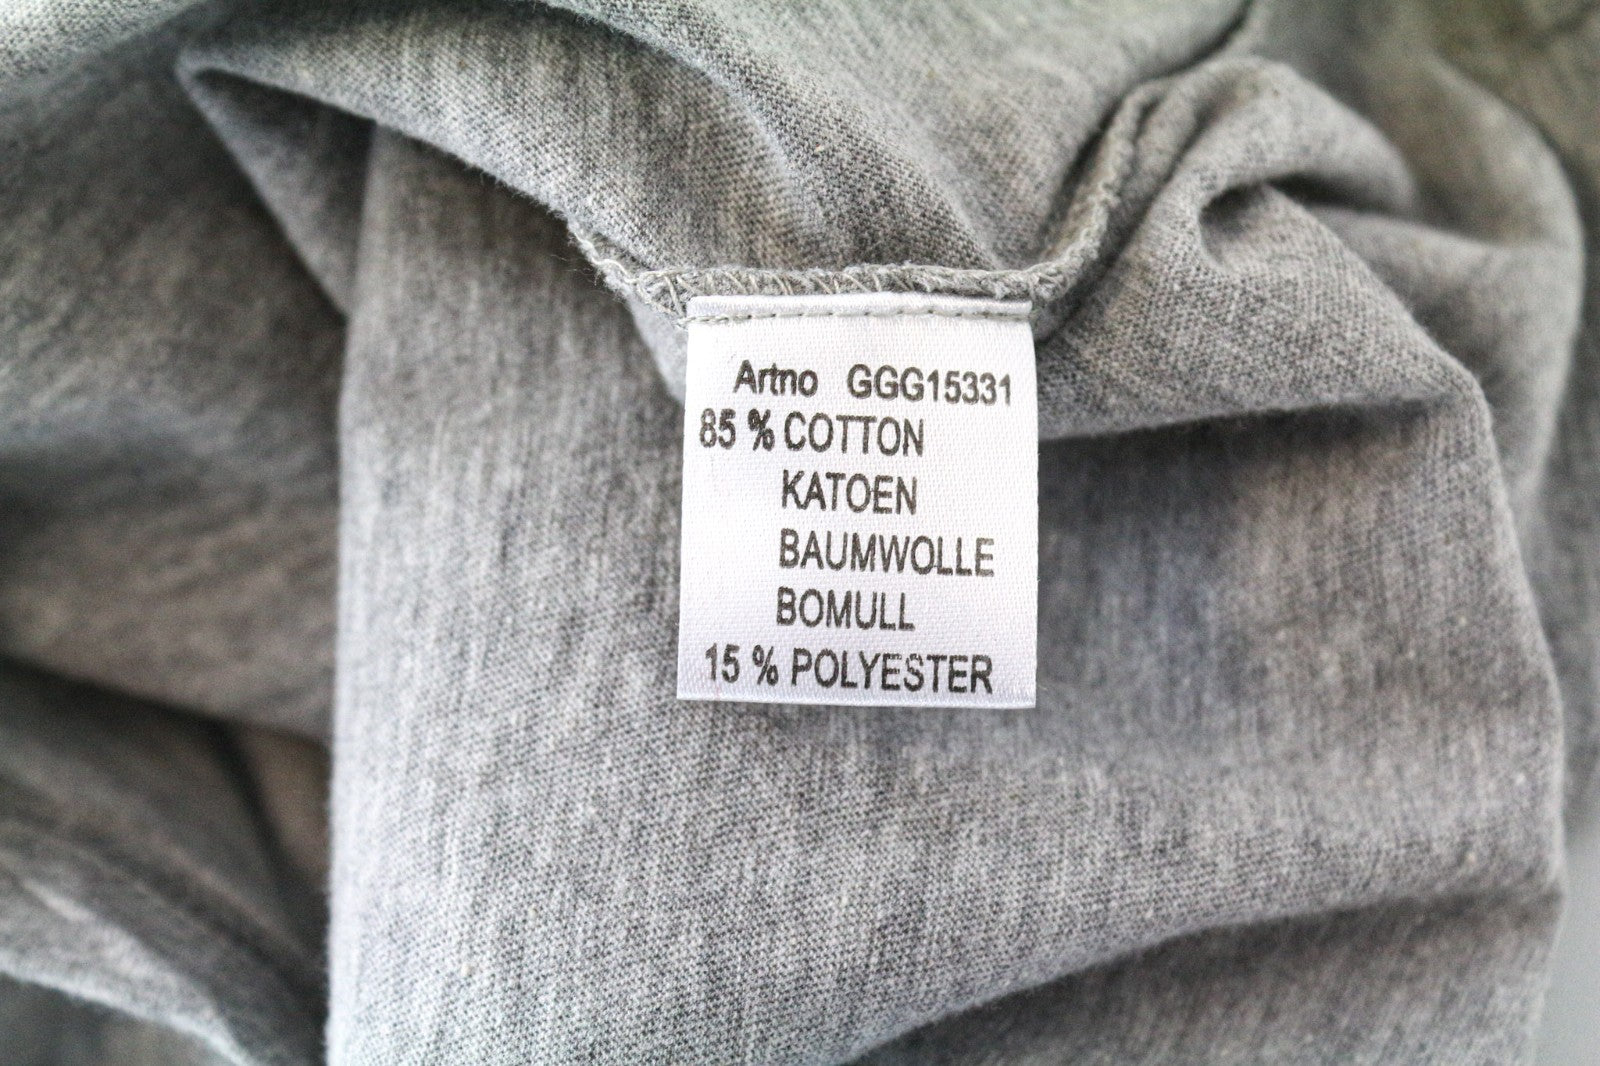 Artno GGG15331
85 % COTTON
KATOEN
BAUMWOLLE
BOMULL
15 % POLYESTER